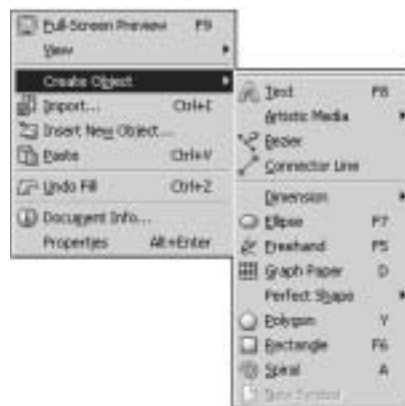 Full-Screen Preview F9
View
Create Object
Import... Ctrl+I
Insert New Object...
Paste Ctrl+V
Undo Fill Ctrl+Z
Document Info...
Properties Alt+Enter
Text F8
Artistic Media
Bezier
Connector Line
Dimension
Ellipse F7
Freehand F5
Graph Paper D
Perfect Shape
Polygon Y
Rectangle F6
Spiral A
New Symbol